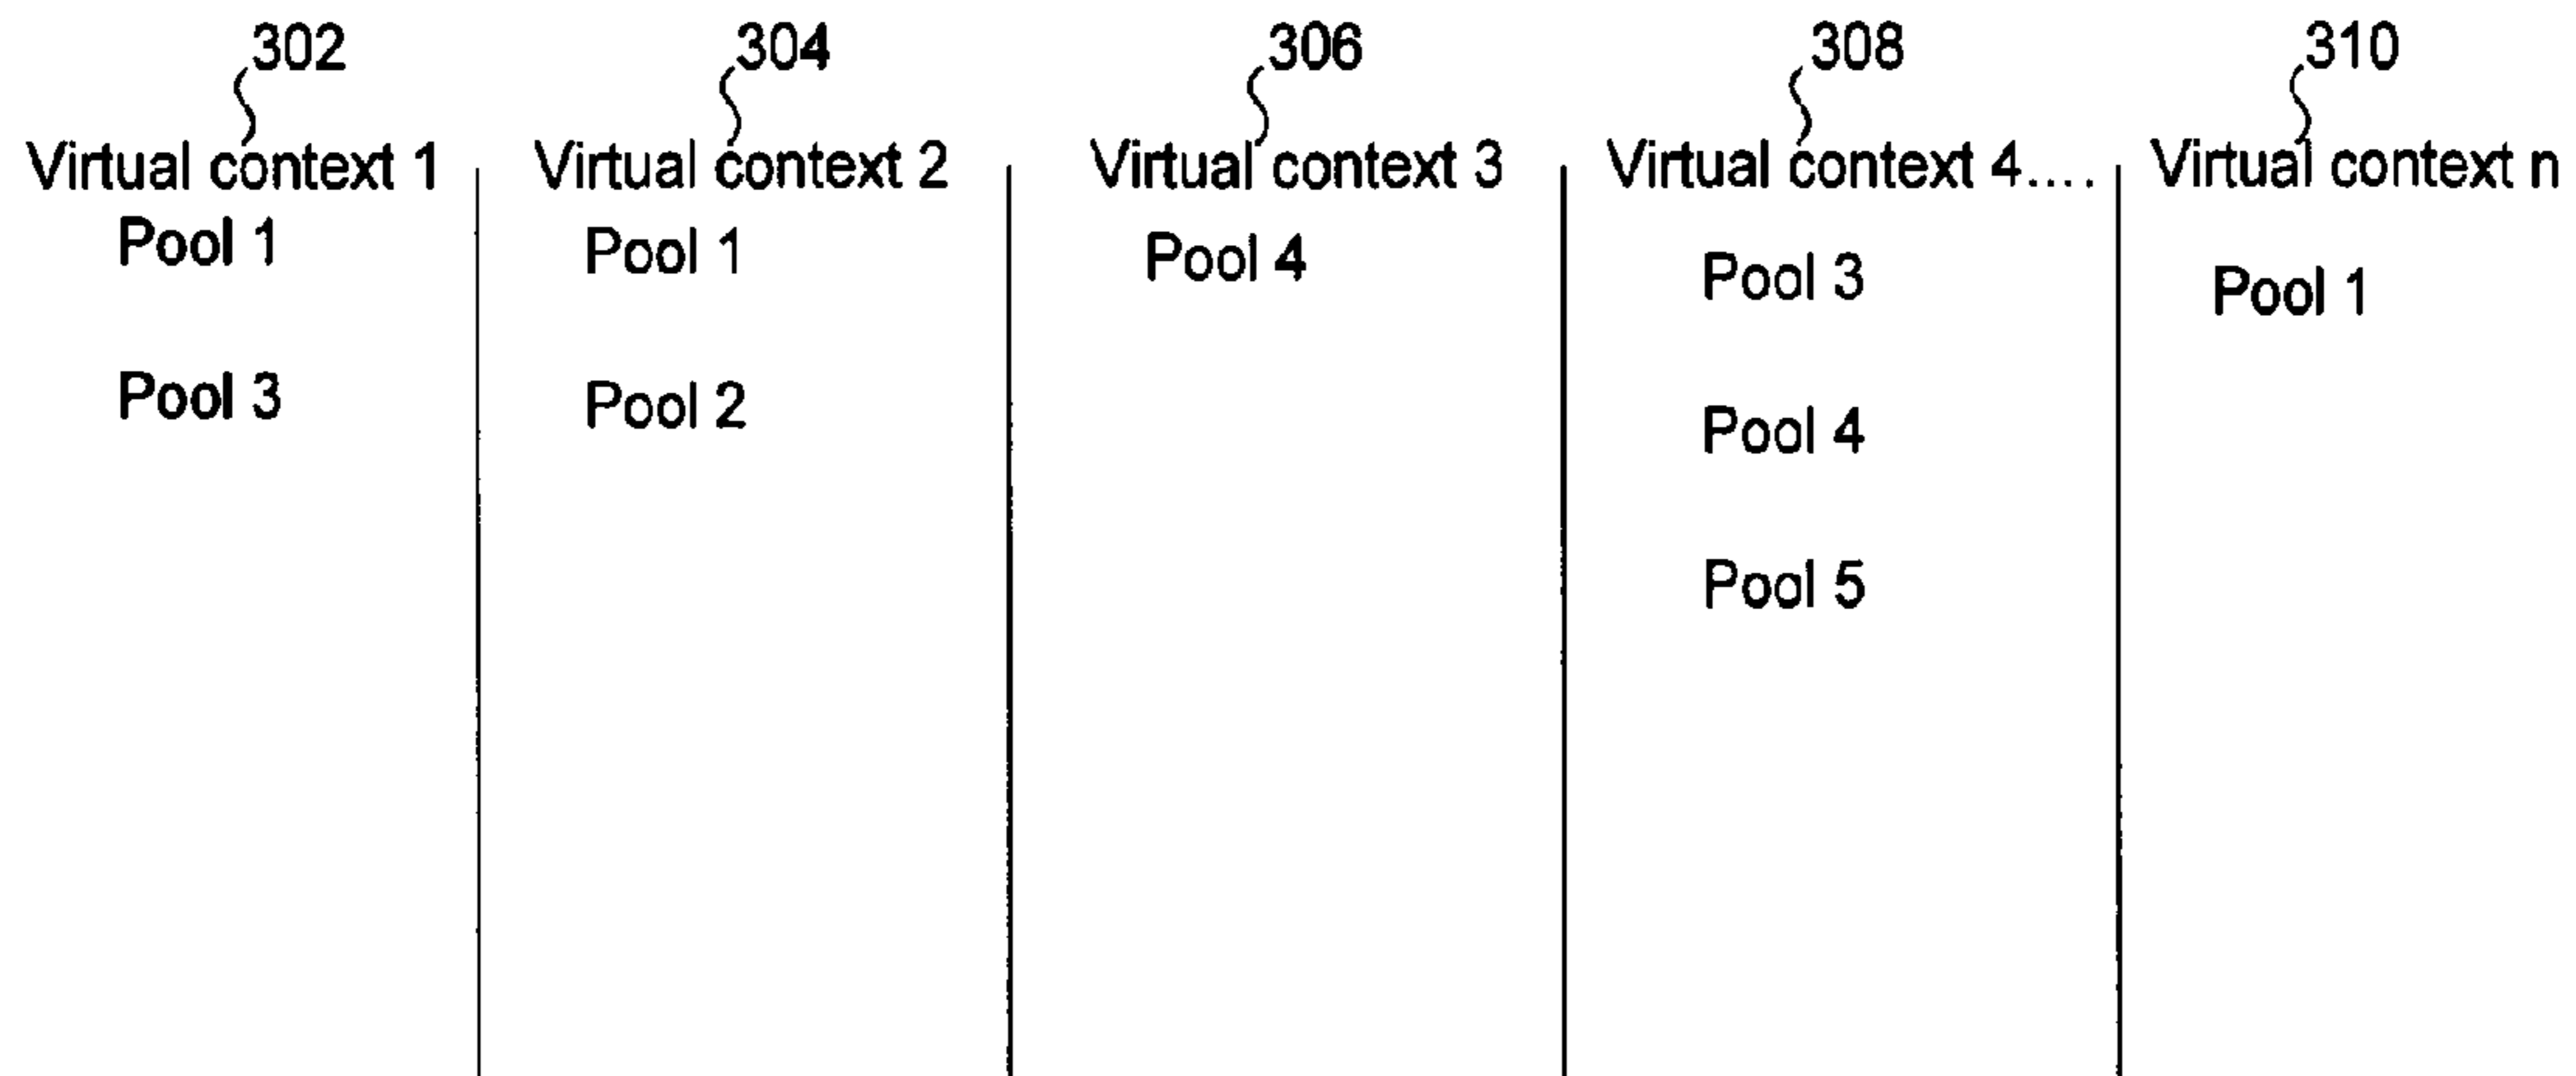 302
304
306
308
310
Virtual context 1
Virtual context 2
Virtual context 3
Virtual context 4....
Virtual context n
Pool 1
Pool 3
Pool 1
Pool 2
Pool 4
Pool 3
Pool 4
Pool 5
Pool 1